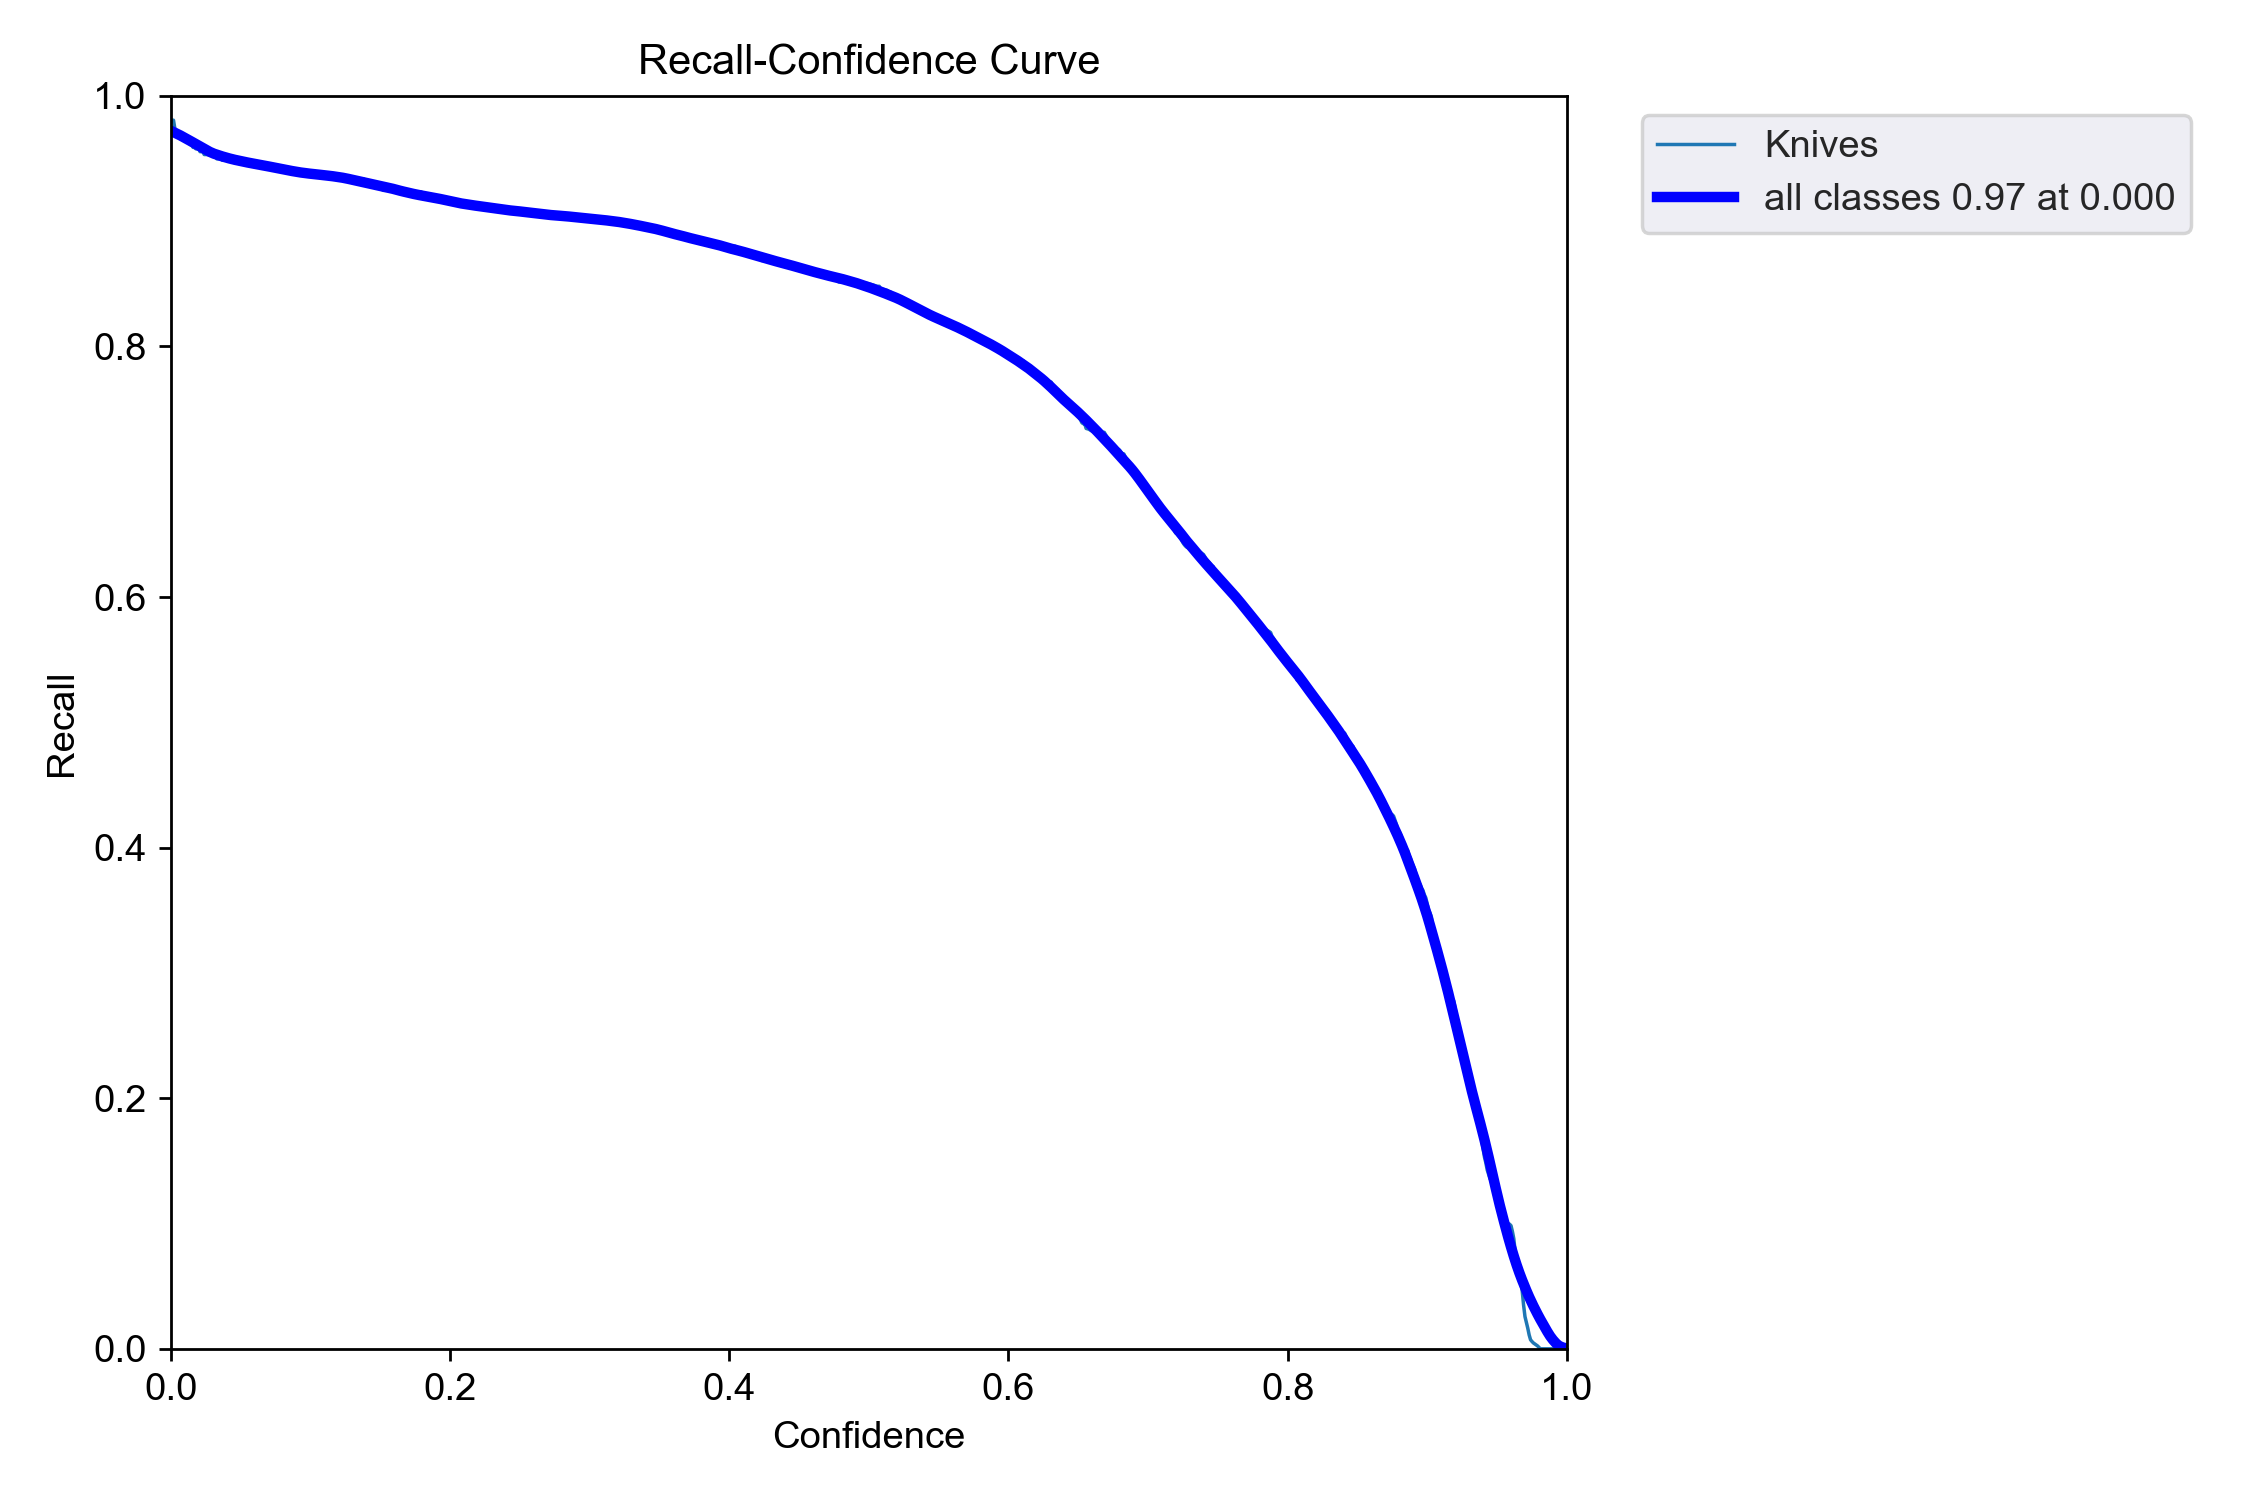 Recall-Confidence Curve
1.0
0.8
0.6
0.4
0.2
0.0
Recall
0.0 0.2 0.4 0.6 0.8 1.0
Confidence
Knives
all classes 0.97 at 0.000